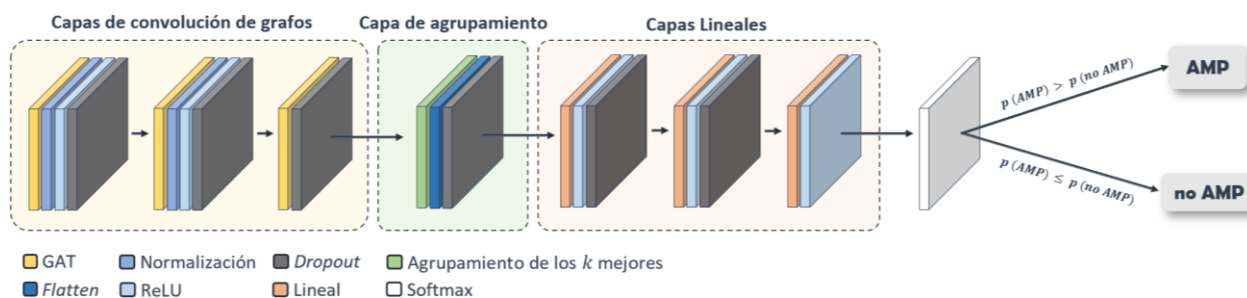 Capas de convolución de grafos
Capa de agrupamiento
Capas Lineales
p (AMP) > p (no AMP)
AMP
p (AMP) ≤ p (no AMP)
no AMP
GAT
Normalización
Dropout
Agrupamiento de los k mejores
Flatten
ReLU
Lineal
Softmax